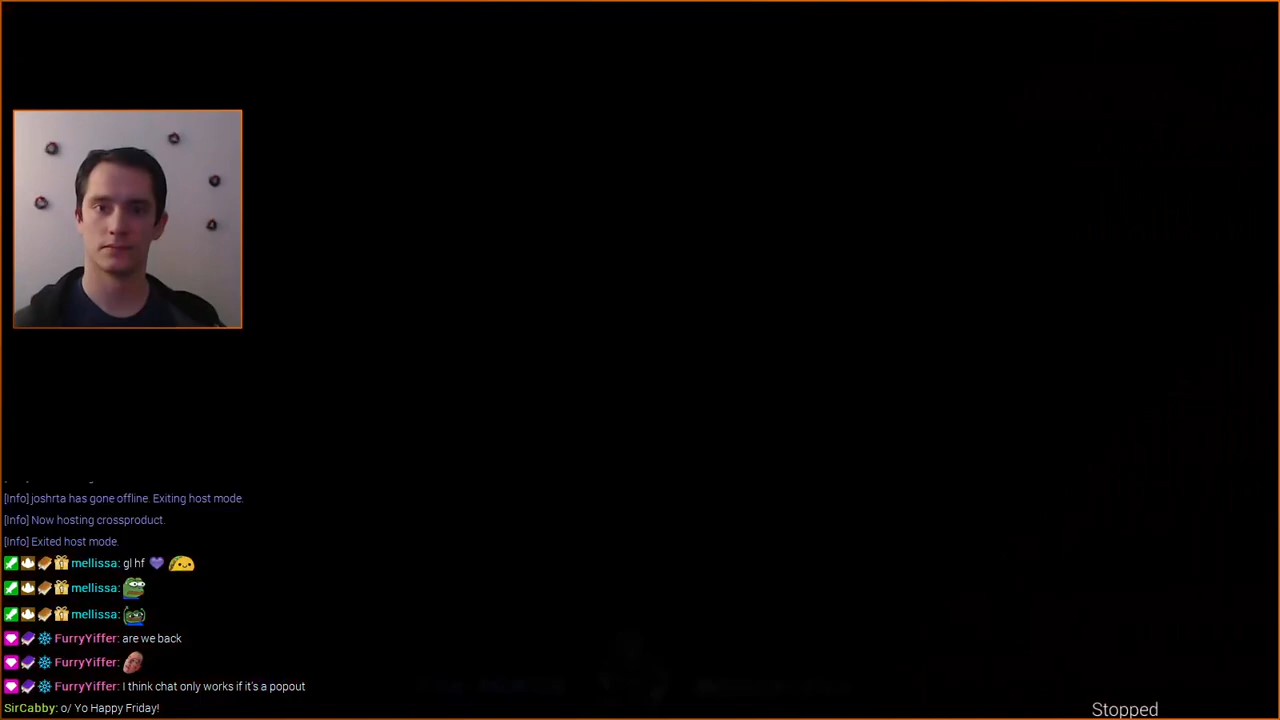 [Info] joshrta has gone offline. Exiting host mode.
[Info] Now hosting crossproduct.
[Info] Exited host mode.
mellissa: gl hf
mellissa:
mellissa:
FurryYiffer: are we back
FurryYiffer:
FurryYiffer: I think chat only works if it's a popout
SirCabby: o/ Yo Happy Friday!
Stopped